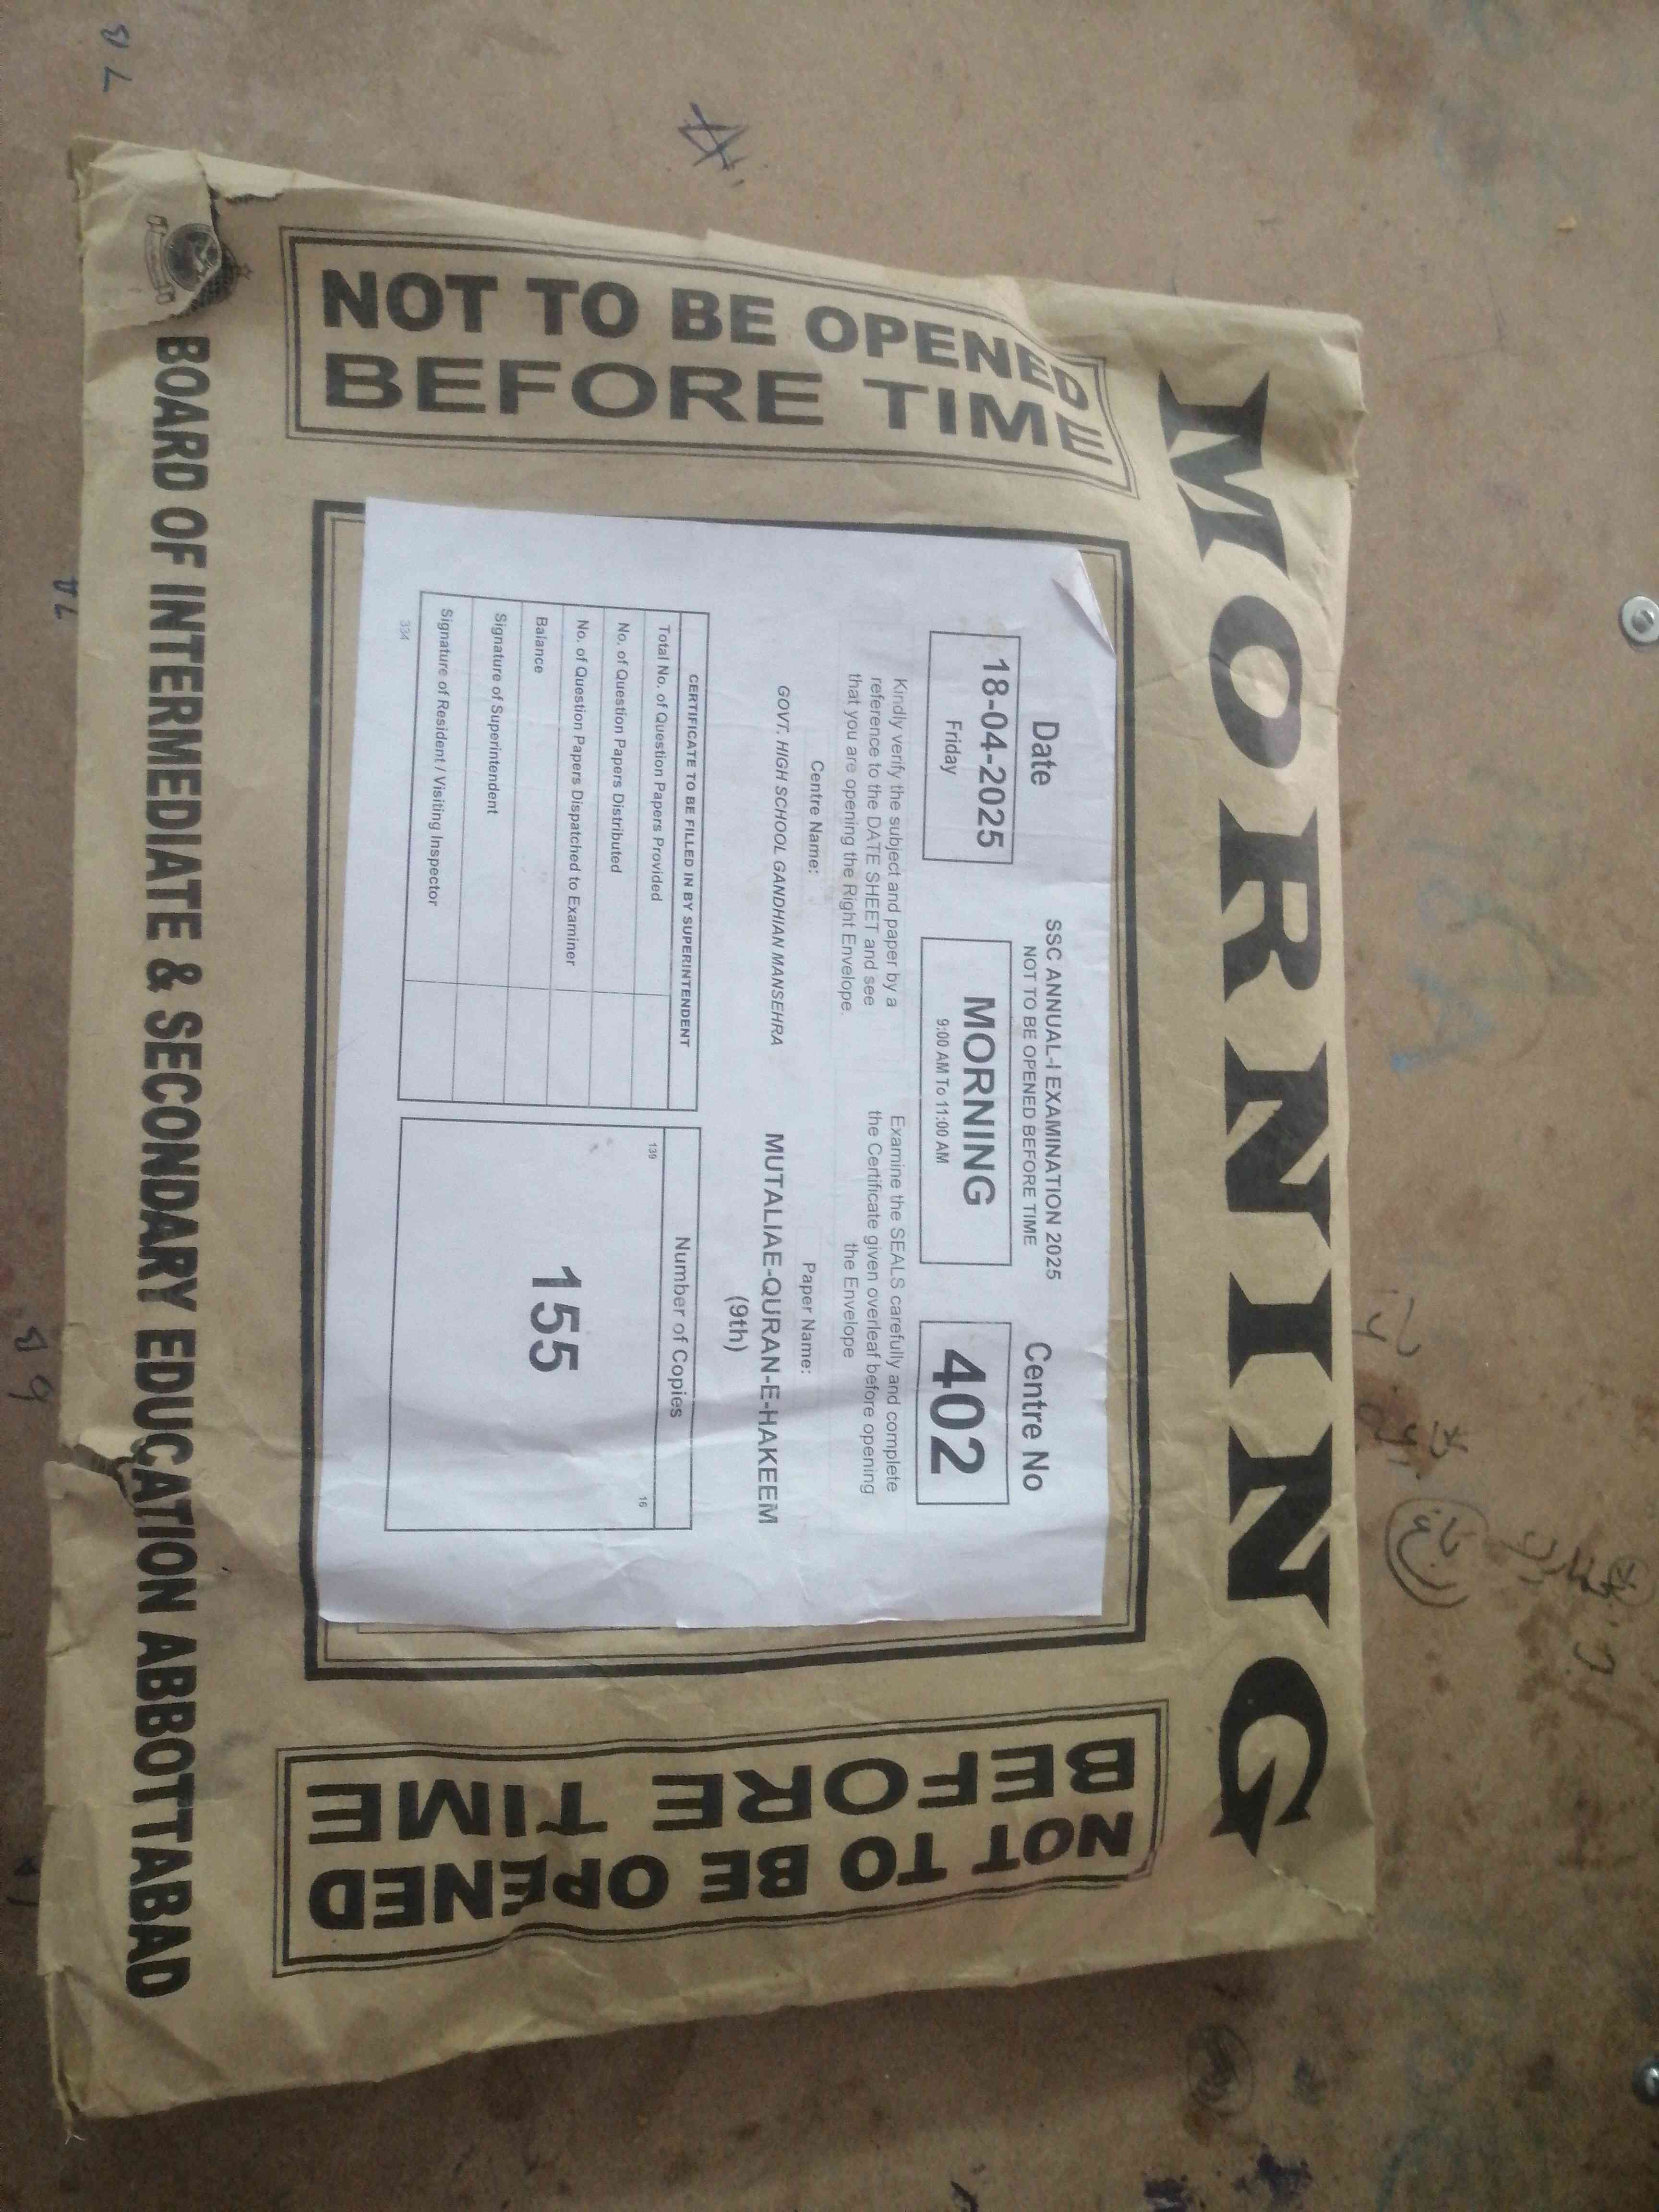 MORNING
NOT TO BE OPENED
BEFORE TIME
SSC ANNUAL-I EXAMINATION 2025
NOT TO BE OPENED BEFORE TIME
Date
18-04-2025
Friday
MORNING
9:00 AM To 11:00 AM
Centre No
402
Kindly verify the subject and paper by a
reference to the DATE SHEET and see
that you are opening the Right Envelope.
Examine the SEALS carefully and complete
the Certificate given overleaf before opening
the Envelope
Centre Name:
GOVT. HIGH SCHOOL GANDHIAN MANSEHRA
Paper Name:
MUTALIAE-QURAN-E-HAKEEM
(9th)
CERTIFICATE TO BE FILLED IN BY SUPERINTENDENT
Total No. of Question Papers Provided
No. of Question Papers Distributed
No. of Question Papers Dispatched to Examiner
Balance
Signature of Superintendent
Signature of Resident / Visiting Inspector
334
Number of Copies
139
16
155
NOT TO BE OPENED
BEFORE TIME
BOARD OF INTERMEDIATE & SECONDARY EDUCATION ABBOTTABAD